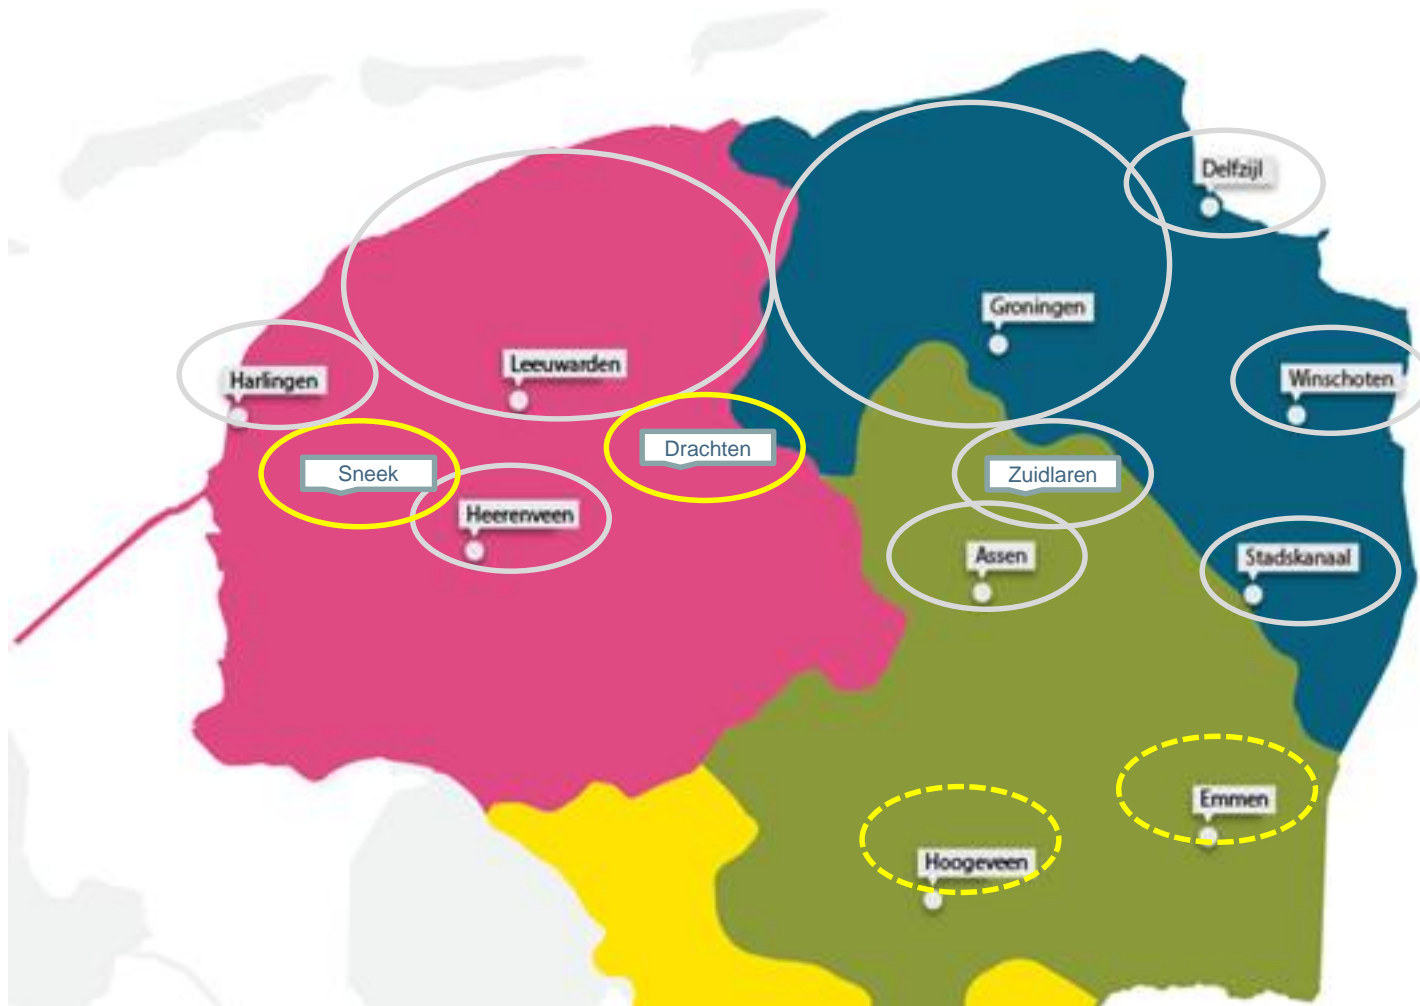 Delfzijl
Groningen
Leeuwarden
Harlingen
Winschoten
Drachten
Sneek
Zuidlaren
Heerenveen
Assen
Stadskanaal
Emmen
Hoogeveen